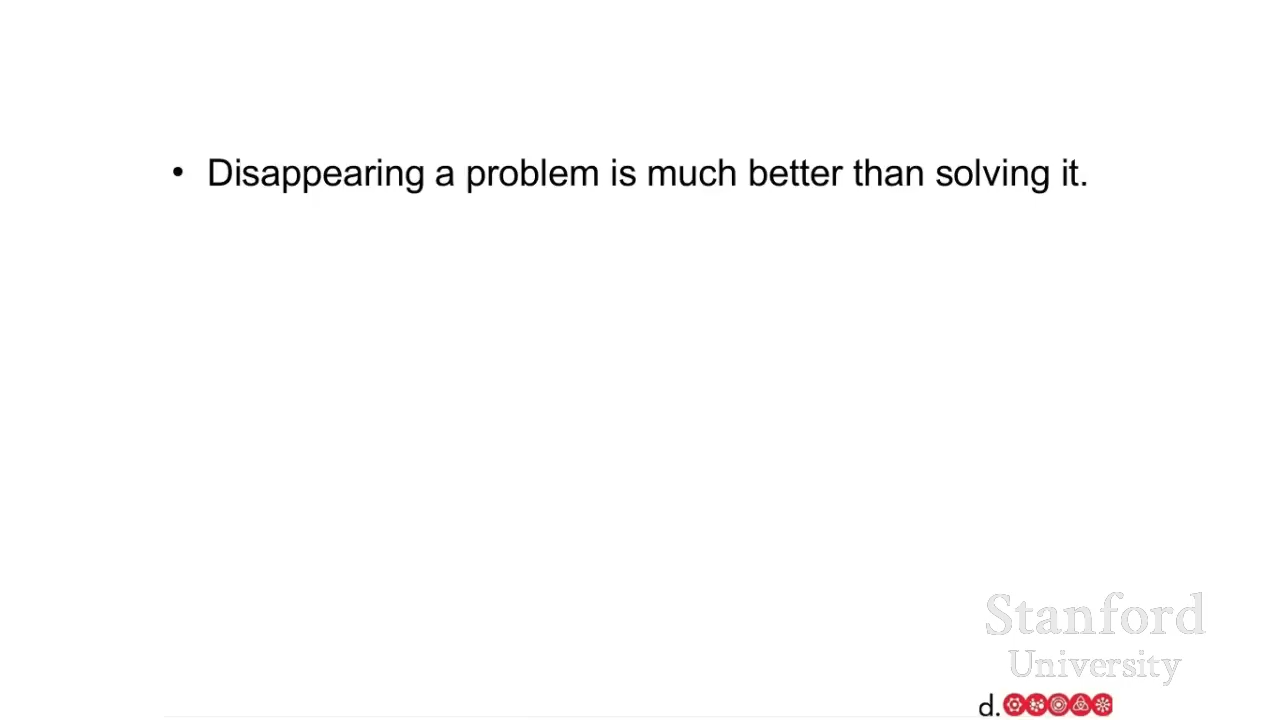 • Disappearing a problem is much better than solving it.
Stanford
University
d.